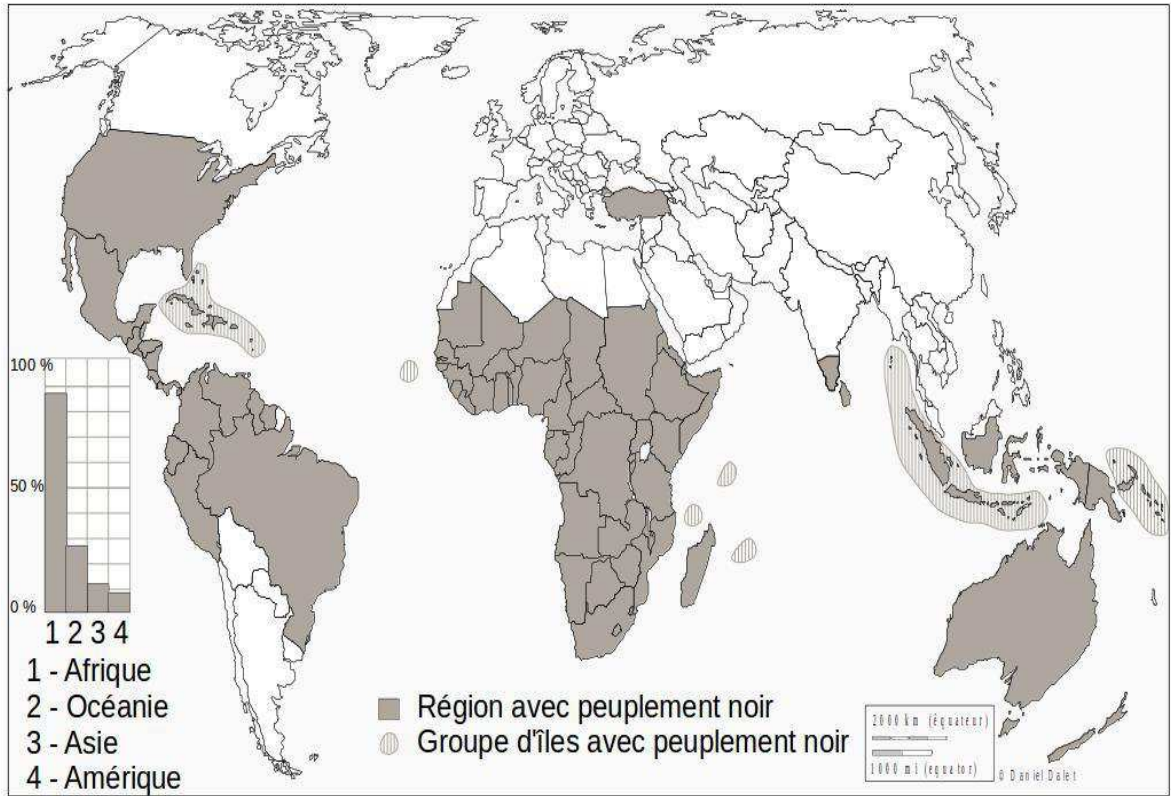 100 %
50 %
0 %
1 2 3 4
1 - Afrique
2 - Océanie
3 - Asie
4 - Amérique
Région avec peuplement noir
Groupe d'îles avec peuplement noir
2000 km (équateur)
1000 mi (equator)
© Daniel Dalet